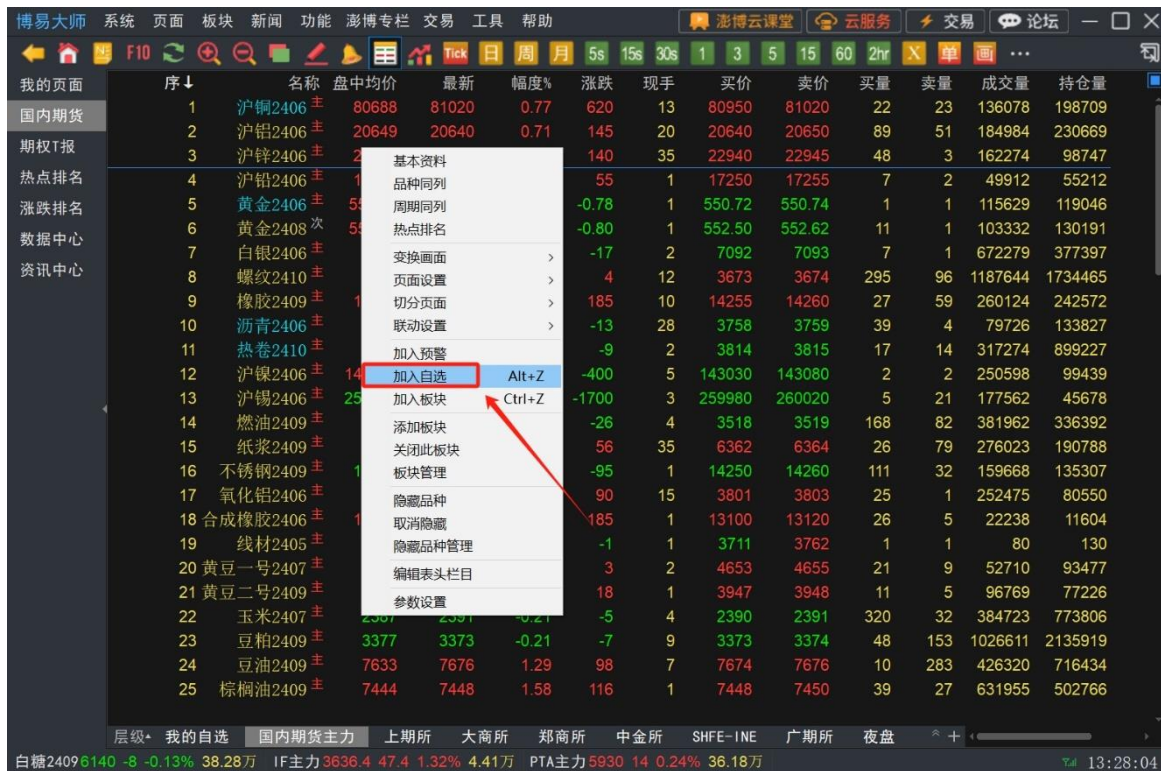 博易大师 系统 页面 板块 新闻 功能 澎博专栏 交易 工具 帮助 澎博云课堂 云服务 交易 论坛
F10 Tick 日 周 月 5s 15s 30s 1 3 5 15 60 2hr X 单 画 ···
我的页面
国内期货
期权T报
热点排名
涨跌排名
数据中心
资讯中心
序↓ 名称 盘中均价 最新 幅度% 涨跌 现手 买价 卖价 买量 卖量 成交量 持仓量
1 沪铜2406 主 80688 81020 0.77 620 13 80950 81020 22 23 136078 198709
2 沪铝2406 主 20649 20640 0.71 145 20 20640 20650 89 51 184984 230669
3 沪锌2406 主 2 140 35 22940 22945 48 3 162274 98747
4 沪铅2406 主 1 55 1 17250 17255 7 2 49912 55212
5 黄金2406 主 55 -0.78 1 550.72 550.74 1 1 115629 119046
6 黄金2408 次 55 -0.80 1 552.50 552.62 11 1 103332 130191
7 白银2406 主 -17 2 7092 7093 7 1 672279 377397
8 螺纹2410 主 4 12 3673 3674 295 96 1187644 1734465
9 橡胶2409 主 1 185 10 14255 14260 27 59 260124 242572
10 沥青2406 主 -13 28 3758 3759 39 4 79726 133827
11 热卷2410 主 -9 2 3814 3815 17 14 317274 899227
12 沪镍2406 主 14 -400 5 143030 143080 2 2 250598 99439
13 沪锡2406 主 25 -1700 3 259980 260020 5 21 177562 45678
14 燃油2409 主 -26 4 3518 3519 168 82 381962 336392
15 纸浆2409 主 56 35 6362 6364 26 79 276023 190788
16 不锈钢2409 主 1 -95 1 14250 14260 111 32 159668 135307
17 氧化铝2406 主 90 15 3801 3803 25 1 252475 80550
18 合成橡胶2406 主 1 185 1 13100 13120 26 5 22238 11604
19 线材2405 主 -1 1 3711 3762 1 1 80 130
20 黄豆一号2407 主 3 2 4653 4655 21 9 52710 93477
21 黄豆二号2409 主 18 1 3947 3948 11 5 96769 77226
22 玉米2407 主 2387 2391 -0.21 -5 4 2390 2391 320 32 384723 773806
23 豆粕2409 主 3377 3373 -0.21 -7 9 3373 3374 48 153 1026611 2135919
24 豆油2409 主 7633 7676 1.29 98 7 7674 7676 10 283 426320 716434
25 棕榈油2409 主 7444 7448 1.58 116 1 7448 7450 39 27 631955 502766
基本资料
品种同列
周期同列
热点排名
变换画面 >
页面设置 >
切分页面 >
联动设置 >
加入预警
加入自选 Alt+Z
加入板块 Ctrl+Z
添加板块
关闭此板块
板块管理
隐藏品种
取消隐藏
隐藏品种管理
编辑表头栏目
参数设置
层级 我的自选 国内期货主力 上期所 大商所 郑商所 中金所 SHFE-INE 广期所 夜盘 +
白糖2409 6140 -8 -0.13% 38.28万 IF主力 3636.4 47.4 1.32% 4.41万 PTA主力 5930 14 0.24% 36.18万 13:28:04